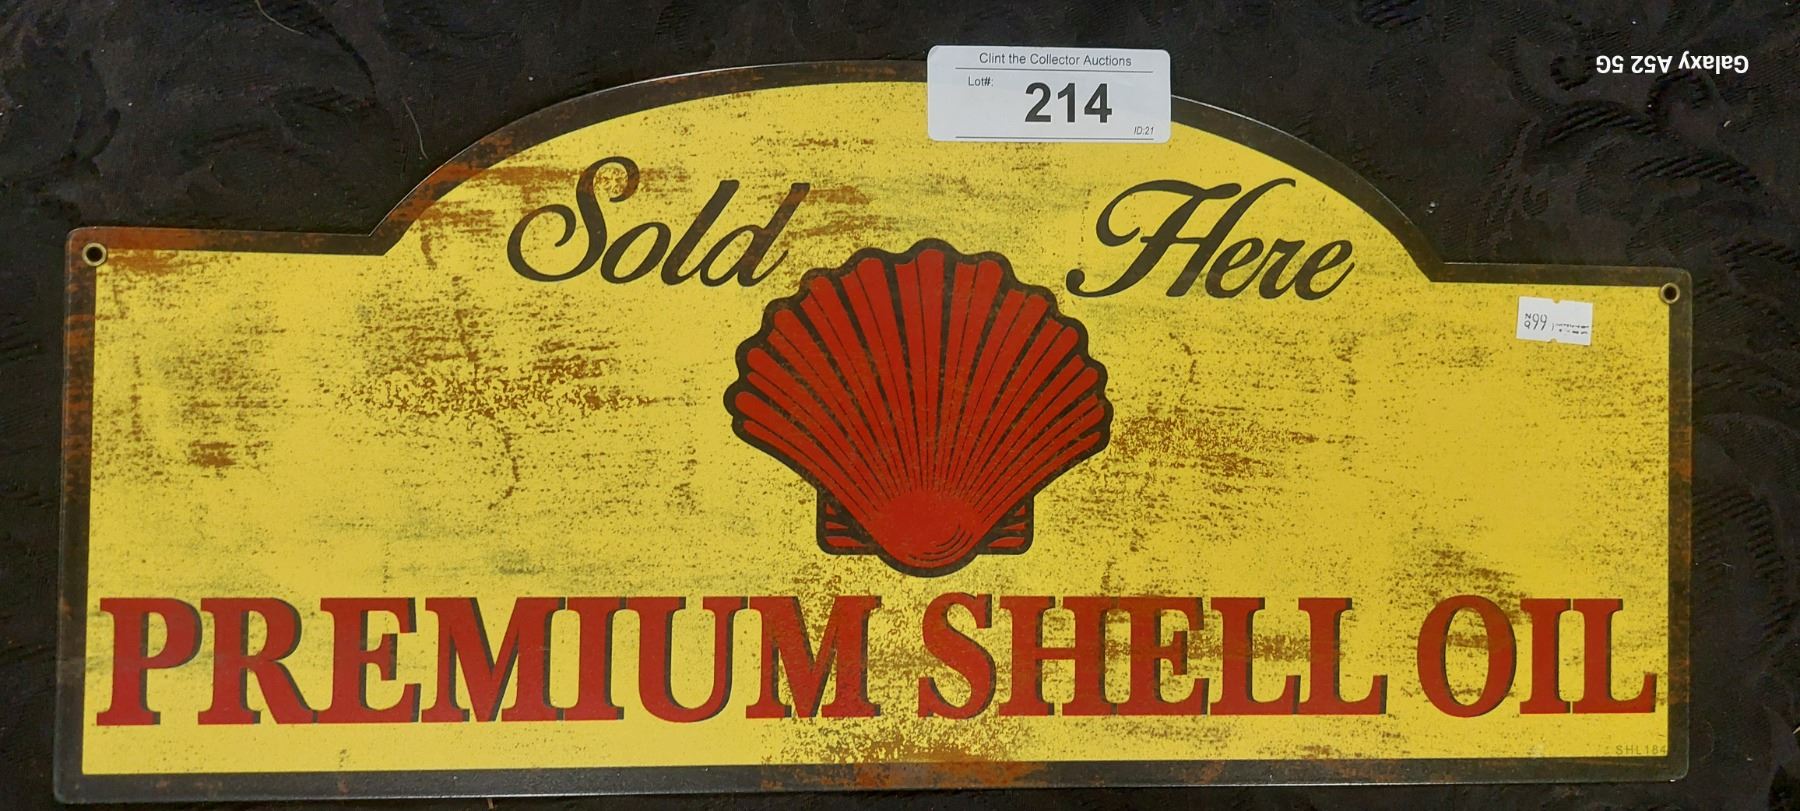 Clint the Collector Auctions
Lot#:
214
ID:21
Galaxy A52 5G
Sold Here
PREMIUM SHELL OIL
SHL184